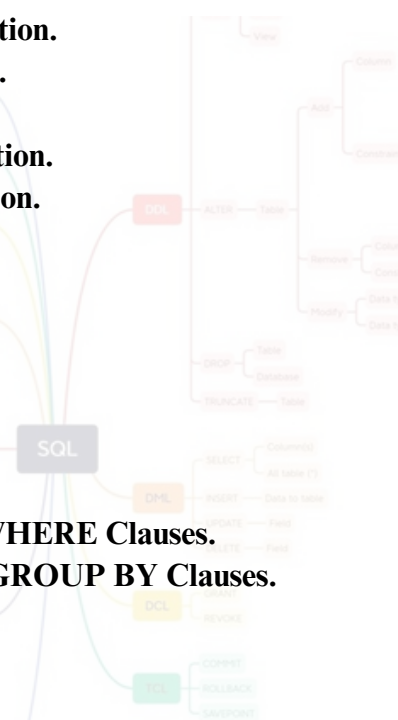 tion.
.
tion.
on.
WHERE Clauses.
GROUP BY Clauses.
View
Column
Add
Constrain
DDL
ALTER
Table
Remove
Modify
Data t
Data t
Table
DROP
Database
TRUNCATE
Table
SQL
SELECT
Column(s)
All table (*)
DML
INSERT
Data to table
UPDATE
Field
DELETE
Field
GRANT
DCL
REVOKE
COMMIT
TCL
ROLLBACK
SAVEPOINT